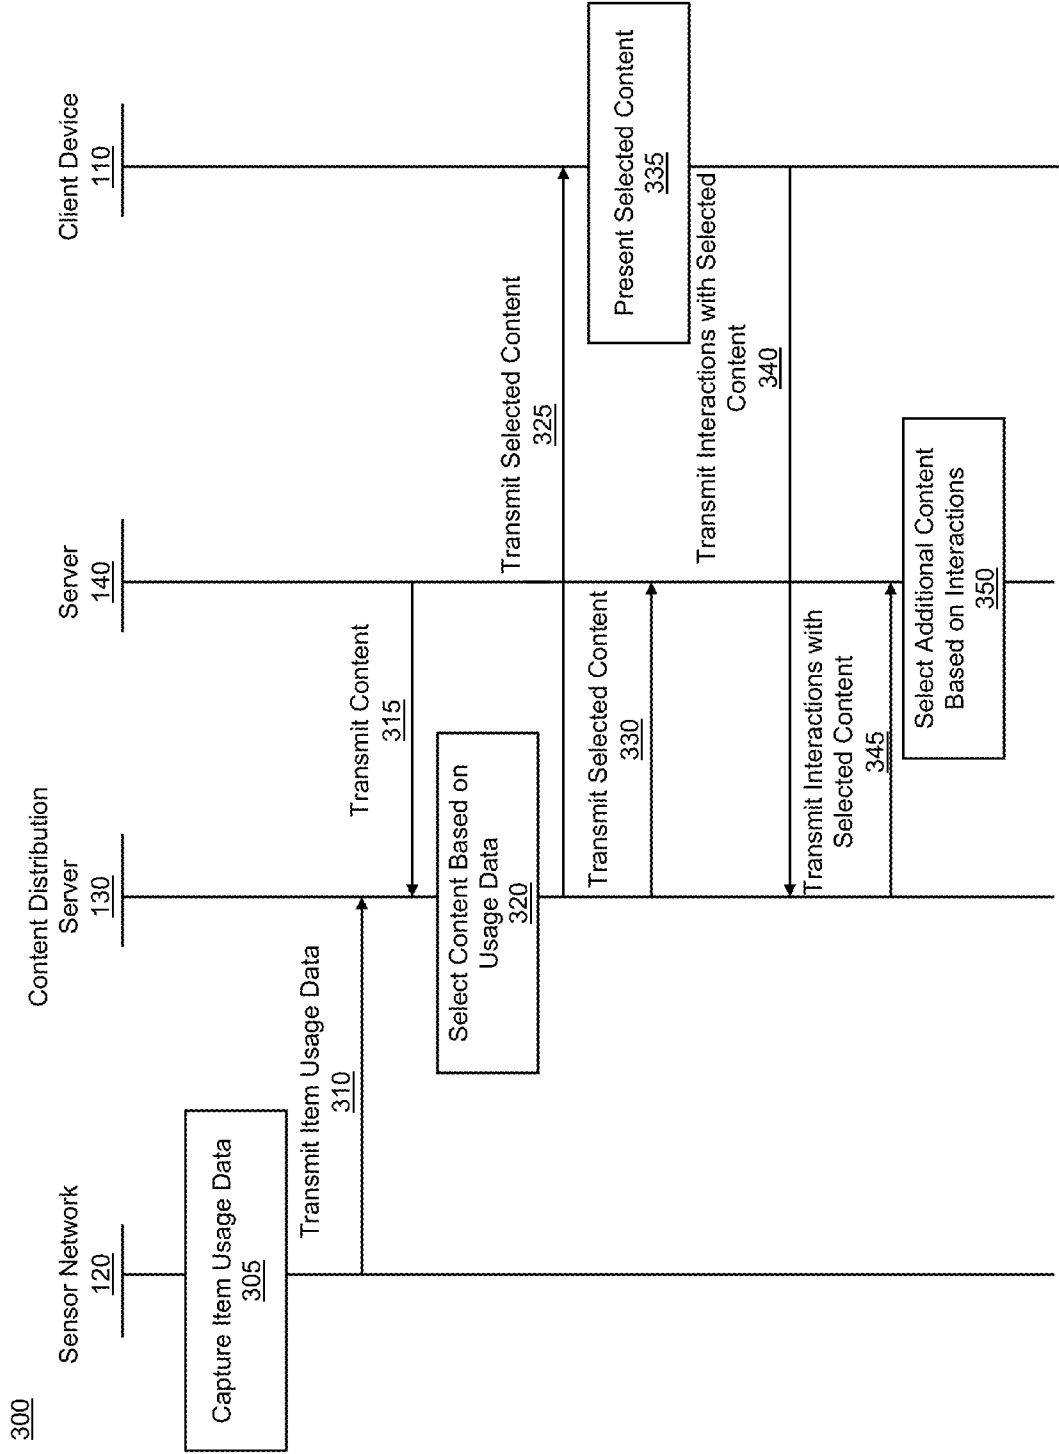 300
Sensor Network
120
Content Distribution
Server
130
Server
140
Client Device
110
Capture Item Usage Data
305
Transmit Item Usage Data
310
Transmit Content
315
Select Content Based on
Usage Data
320
Transmit Selected Content
325
Transmit Selected Content
330
Present Selected Content
335
Transmit Interactions with Selected
Content
340
Transmit Interactions with
Selected Content
345
Select Additional Content
Based on Interactions
350